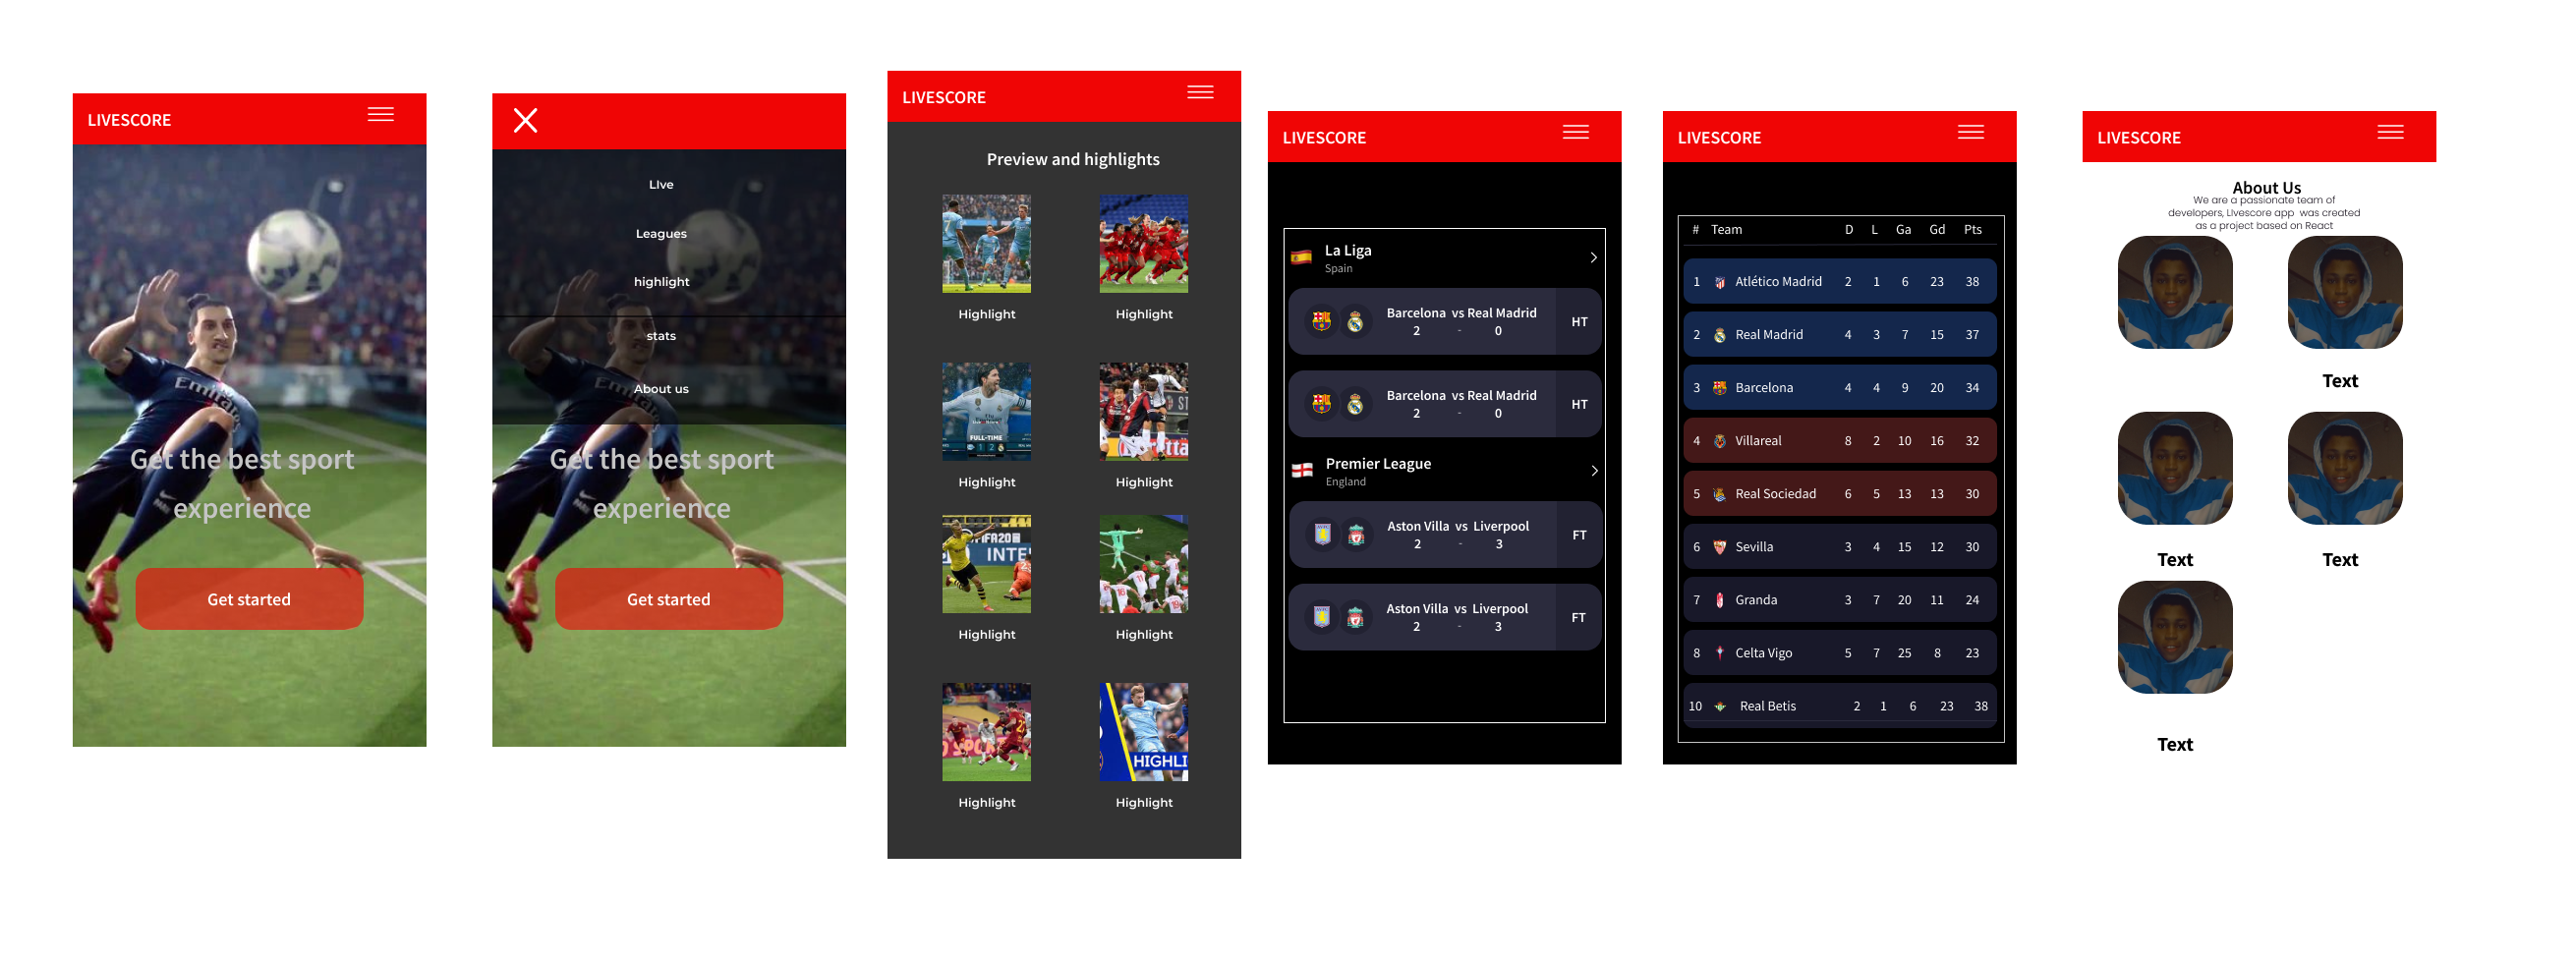 LIVESCORE
Emirates
Get the best sport
experience
Get started
LIve
Leagues
highlight
stats
About us
Get the best sport
experience
Get started
LIVESCORE
Preview and highlights
Highlight
Highlight
FULL-TIME
1 2
Highlight
Highlight
FIFA20
INTE
Highlight
Highlight
HIGHLI
Highlight
Highlight
LIVESCORE
La Liga
Spain
Barcelona vs Real Madrid
2 - 0
HT
Barcelona vs Real Madrid
2 - 0
HT
Premier League
England
Aston Villa vs Liverpool
2 - 3
FT
Aston Villa vs Liverpool
2 - 3
FT
LIVESCORE
# Team D L Ga Gd Pts
1 Atlético Madrid 2 1 6 23 38
2 Real Madrid 4 3 7 15 37
3 Barcelona 4 4 9 20 34
4 Villareal 8 2 10 16 32
5 Real Sociedad 6 5 13 13 30
6 Sevilla 3 4 15 12 30
7 Granda 3 7 20 11 24
8 Celta Vigo 5 7 25 8 23
10 Real Betis 2 1 6 23 38
LIVESCORE
About Us
We are a passionate team of
developers, LIvescore app was created
as a project based on React
Text
Text
Text
Text